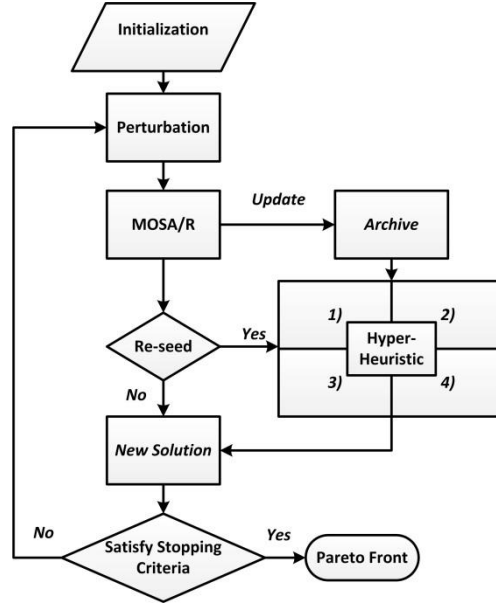 Initialization
Perturbation
MOSA/R
Update
Archive
1)
2)
Hyper-
Heuristic
3)
4)
Re-seed
Yes
No
New Solution
No
Satisfy Stopping
Criteria
Yes
Pareto Front